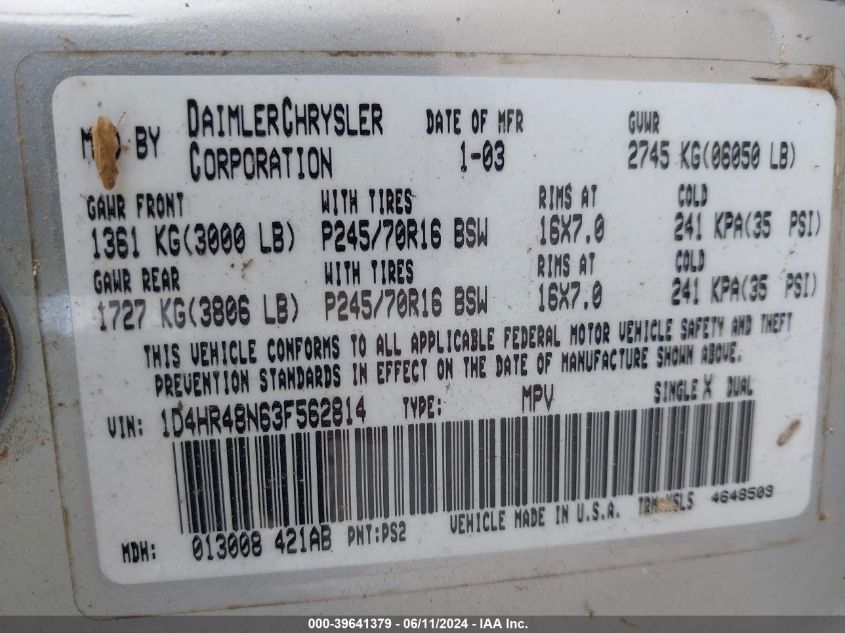 BY DAIMLERCHRYSLER CORPORATION DATE OF MFR 1-03 GVWR 2745 KG(06050 LB)
GAWR FRONT WITH TIRES RIMS AT COLD
1361 KG(3000 LB) P245/70R16 BSW 16X7.0 241 KPA(35 PSI)
GAWR REAR WITH TIRES RIMS AT COLD
1727 KG(3806 LB) P245/70R16 BSW 16X7.0 241 KPA(35 PSI)
THIS VEHICLE CONFORMS TO ALL APPLICABLE FEDERAL MOTOR VEHICLE SAFETY AND THEFT
PREVENTION STANDARDS IN EFFECT ON THE DATE OF MANUFACTURE SHOWN ABOVE.
VIN: 1D4HR48N63F562814 TYPE: MPV SINGLE X DUAL
MDH: 013008 421AB PNT:PS2 VEHICLE MADE IN U.S.A. 4648503
000-39641379 - 06/11/2024 - IAA Inc.